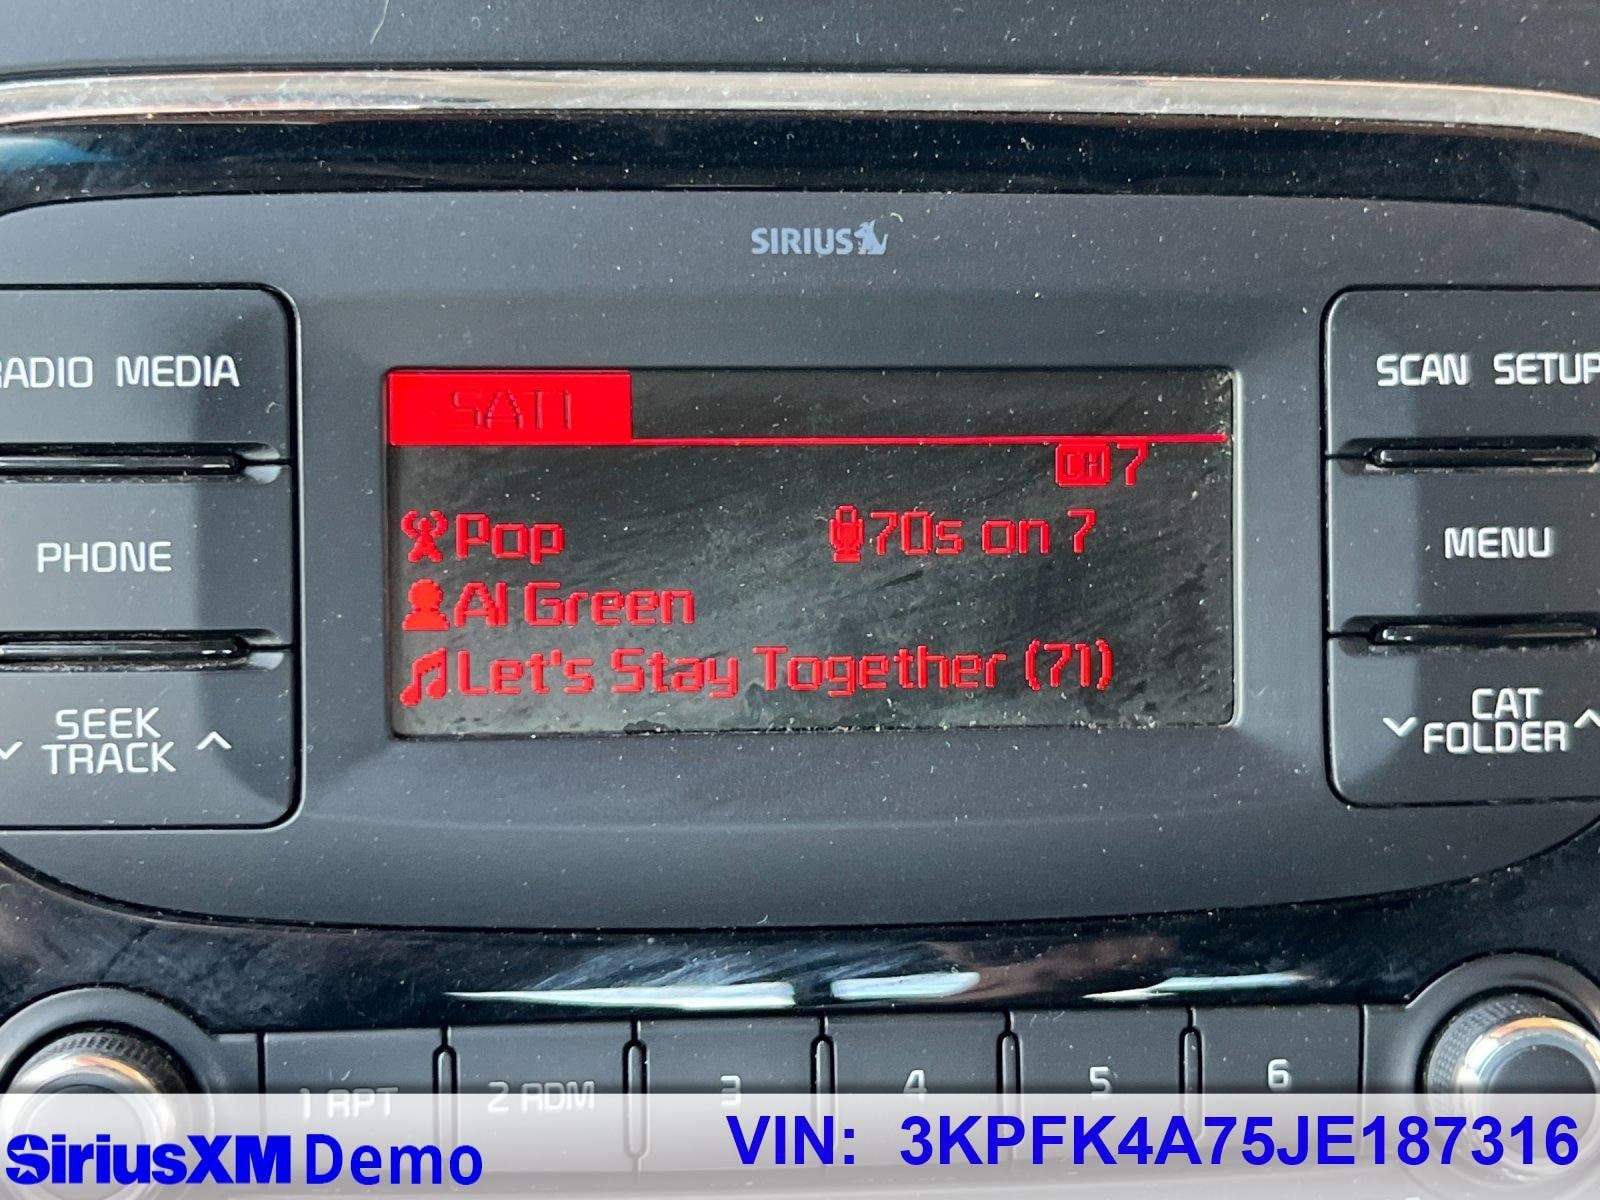 SIRIUS
RADIO MEDIA
SCAN SETUP
SAT1
CH 7
PHONE
MENU
Pop
70s on 7
Al Green
Let's Stay Together (71)
SEEK
TRACK
CAT
FOLDER
1 RPT
2 RDM
3
4
5
6
SiriusXM Demo
VIN: 3KPFK4A75JE187316